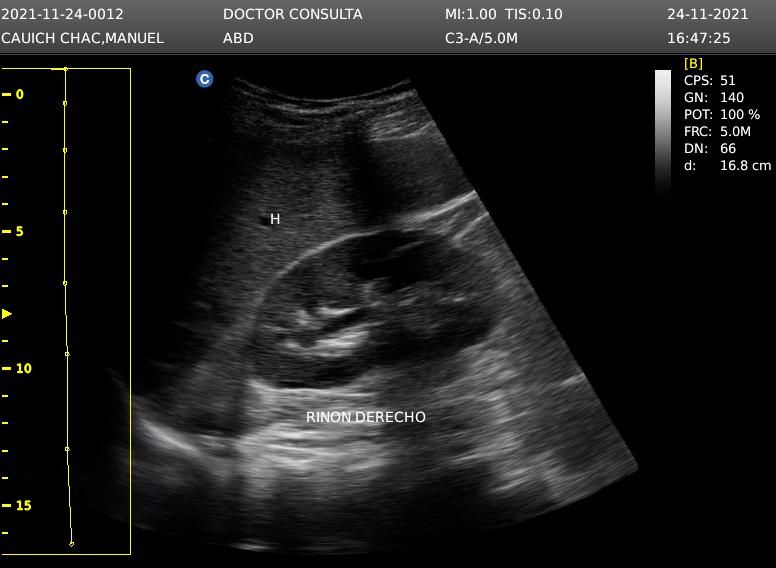 2021-11-24-0012 DOCTOR CONSULTA MI:1.00 TIS:0.10 24-11-2021
CAUICH CHAC,MANUEL ABD C3-A/5.0M 16:47:25
[B]
C
CPS: 51
GN: 140
POT: 100 %
FRC: 5.0M
DN: 66
d: 16.8 cm
0
H
5
10
RINON DERECHO
15